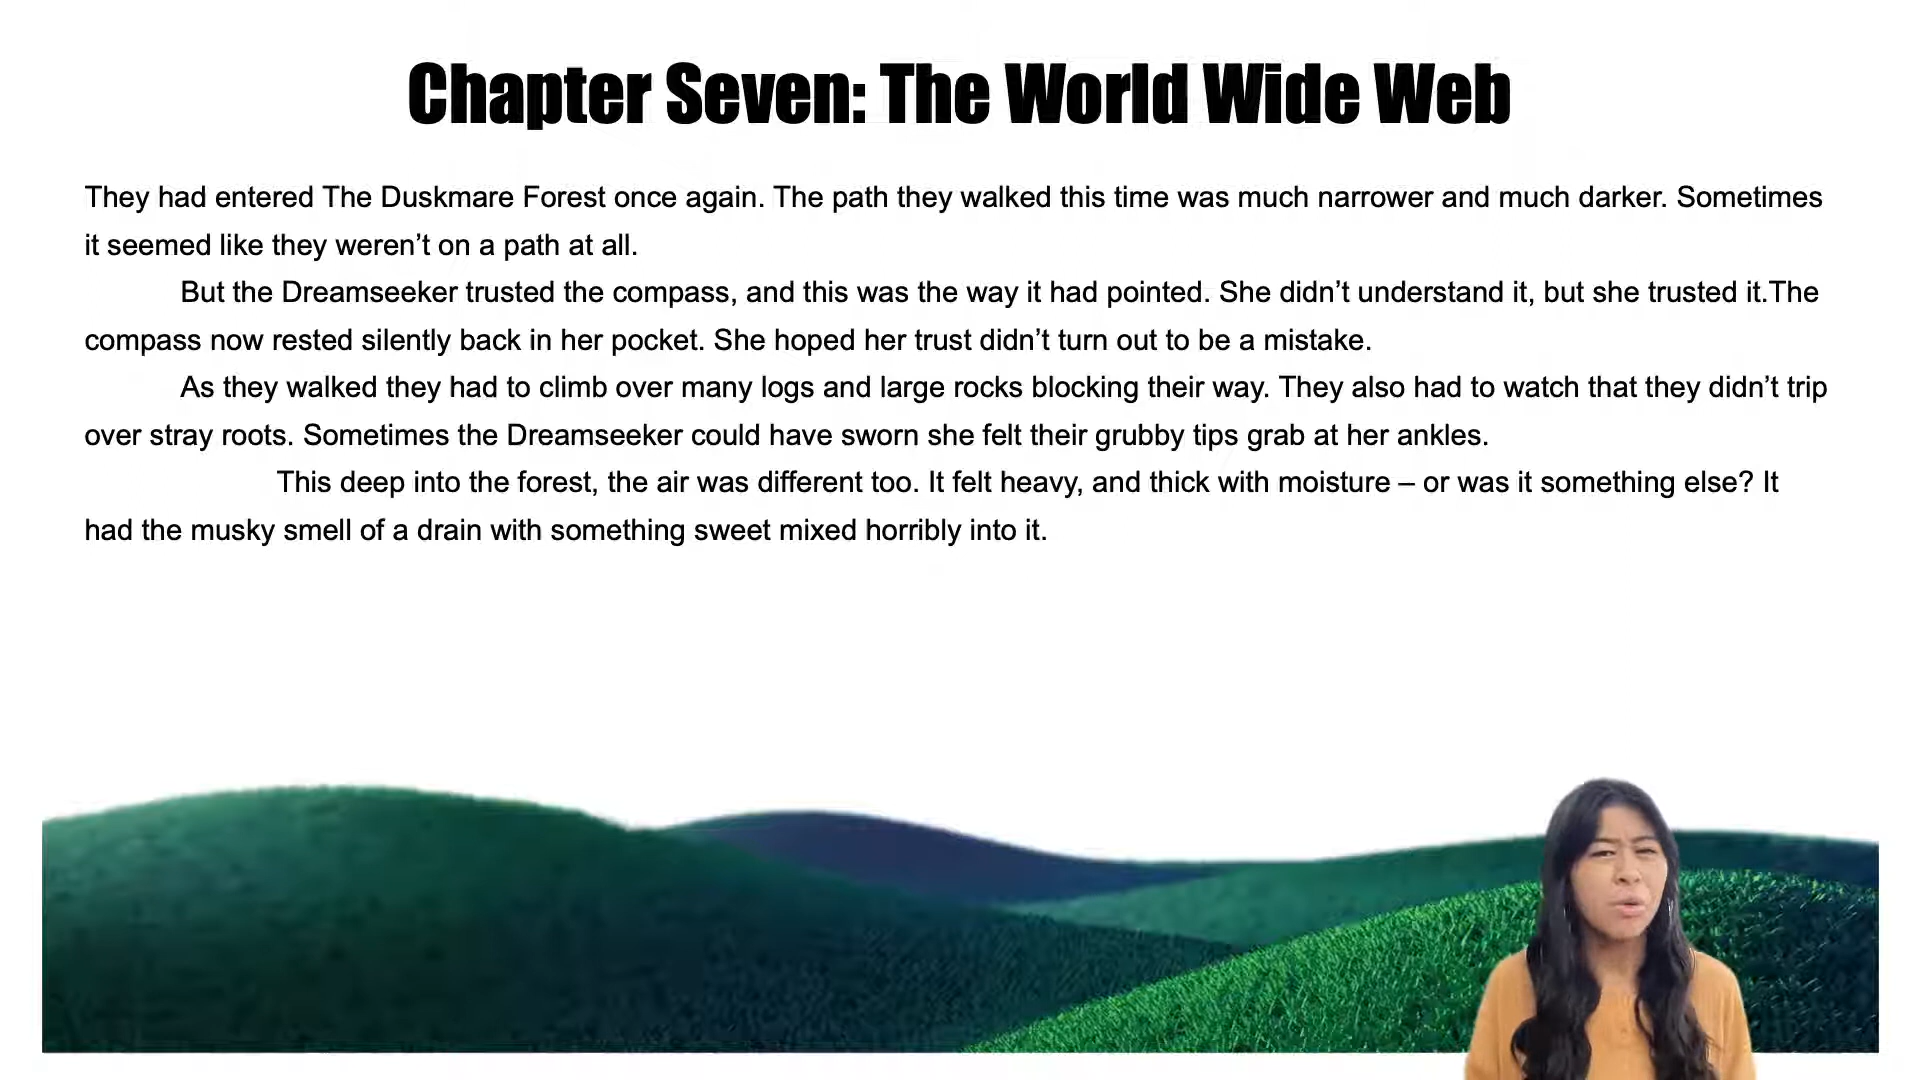 Chapter Seven: The World Wide Web
They had entered The Duskmare Forest once again. The path they walked this time was much narrower and much darker. Sometimes
it seemed like they weren’t on a path at all.
But the Dreamseeker trusted the compass, and this was the way it had pointed. She didn’t understand it, but she trusted it.The
compass now rested silently back in her pocket. She hoped her trust didn’t turn out to be a mistake.
As they walked they had to climb over many logs and large rocks blocking their way. They also had to watch that they didn’t trip
over stray roots. Sometimes the Dreamseeker could have sworn she felt their grubby tips grab at her ankles.
This deep into the forest, the air was different too. It felt heavy, and thick with moisture – or was it something else? It
had the musky smell of a drain with something sweet mixed horribly into it.